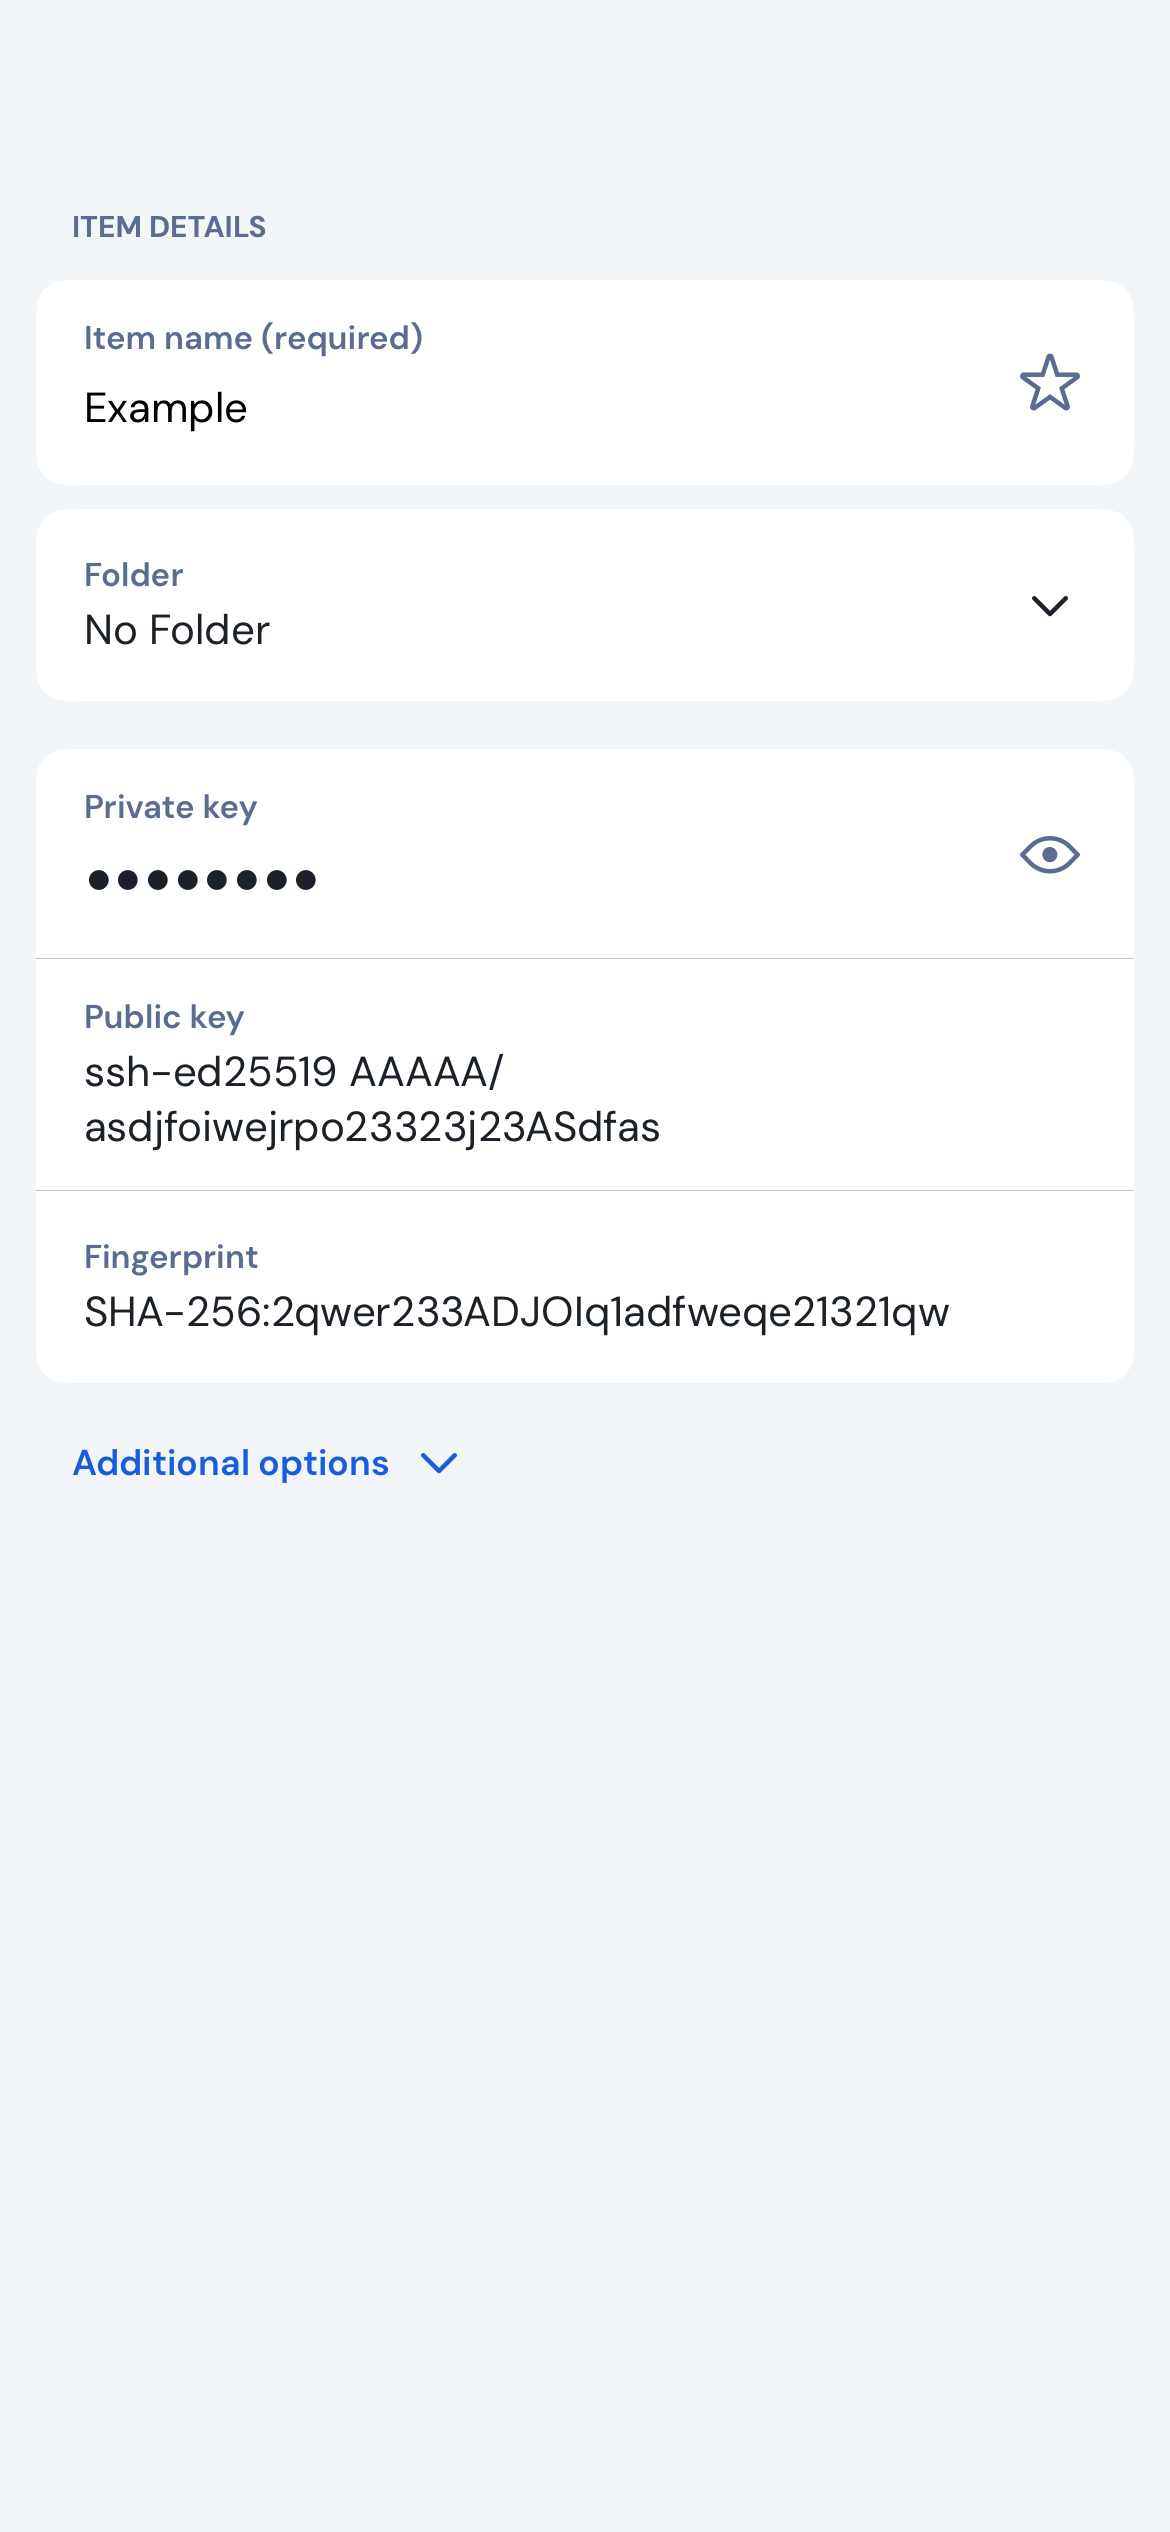 ITEM DETAILS
Item name (required)
Example
Folder
No Folder
Private key
●●●●●●●●
Public key
ssh-ed25519 AAAAA/
asdjfoiwejrpo23323j23ASdfas
Fingerprint
SHA-256:2qwer233ADJOIq1adfweqe21321qw
Additional options